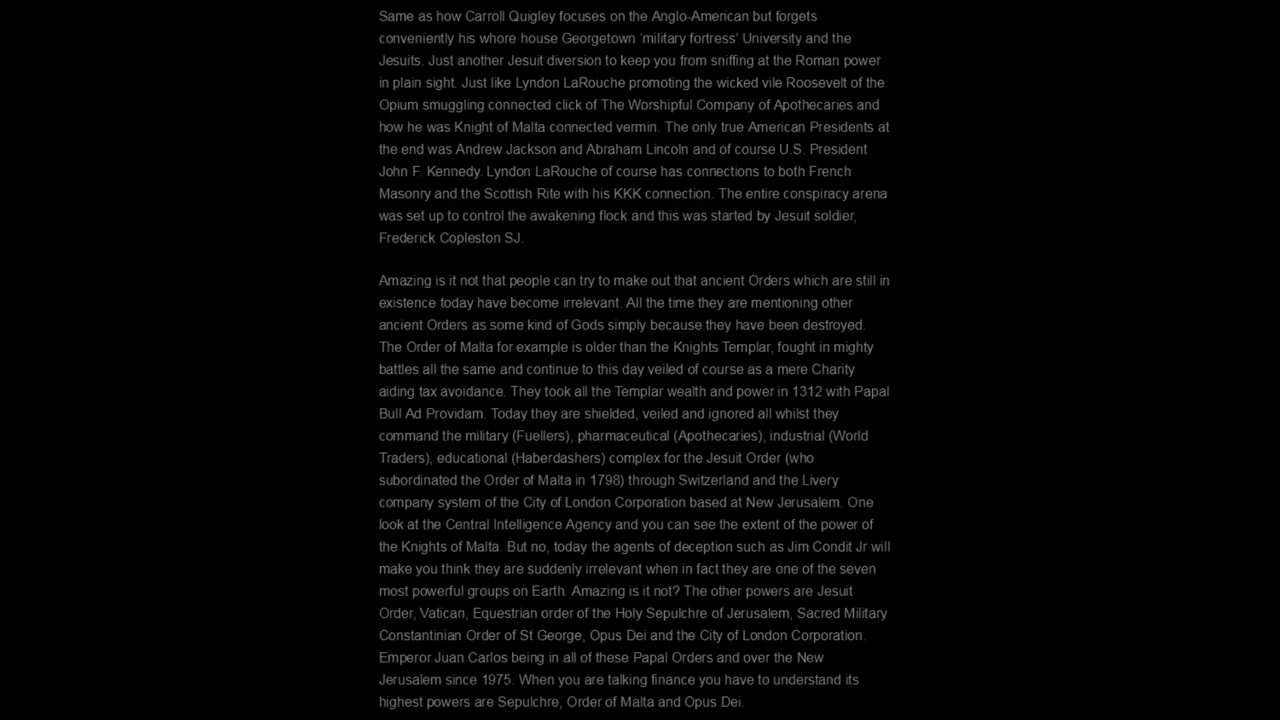 Same as how Carroll Quigley focuses on the Anglo-American but forgets
conveniently his whore house Georgetown ‘military fortress’ University and the
Jesuits. Just another Jesuit diversion to keep you from sniffing at the Roman power
in plain sight. Just like Lyndon LaRouche promoting the wicked vile Roosevelt of the
Opium smuggling connected click of The Worshipful Company of Apothecaries and
how he was Knight of Malta connected vermin. The only true American Presidents at
the end was Andrew Jackson and Abraham Lincoln and of course U.S. President
John F. Kennedy. Lyndon LaRouche of course has connections to both French
Masonry and the Scottish Rite with his KKK connection. The entire conspiracy arena
was set up to control the awakening flock and this was started by Jesuit soldier,
Frederick Copleston SJ.
Amazing is it not that people can try to make out that ancient Orders which are still in
existence today have become irrelevant. All the time they are mentioning other
ancient Orders as some kind of Gods simply because they have been destroyed.
The Order of Malta for example is older than the Knights Templar, fought in mighty
battles all the same and continue to this day veiled of course as a mere Charity
aiding tax avoidance. They took all the Templar wealth and power in 1312 with Papal
Bull Ad Providam. Today they are shielded, veiled and ignored all whilst they
command the military (Fuellers), pharmaceutical (Apothecaries), industrial (World
Traders), educational (Haberdashers) complex for the Jesuit Order (who
subordinated the Order of Malta in 1798) through Switzerland and the Livery
company system of the City of London Corporation based at New Jerusalem. One
look at the Central Intelligence Agency and you can see the extent of the power of
the Knights of Malta. But no, today the agents of deception such as Jim Condit Jr will
make you think they are suddenly irrelevant when in fact they are one of the seven
most powerful groups on Earth. Amazing is it not? The other powers are Jesuit
Order, Vatican, Equestrian order of the Holy Sepulchre of Jerusalem, Sacred Military
Constantinian Order of St George, Opus Dei and the City of London Corporation.
Emperor Juan Carlos being in all of these Papal Orders and over the New
Jerusalem since 1975. When you are talking finance you have to understand its
highest powers are Sepulchre, Order of Malta and Opus Dei.